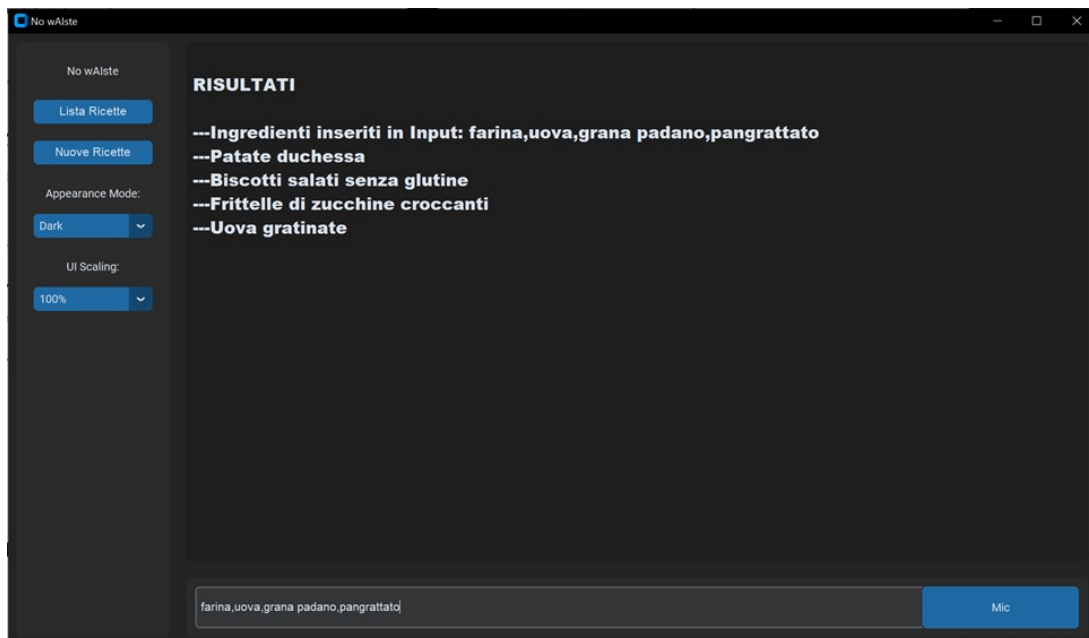 No wAIste
No wAIste
Lista Ricette
Nuove Ricette
Appearance Mode:
Dark
UI Scaling:
100%
RISULTATI
---Ingredienti inseriti in Input: farina,uova,grana padano,pangrattato
---Patate duchessa
---Biscotti salati senza glutine
---Frittelle di zucchine croccanti
---Uova gratinate
farina,uova,grana padano,pangrattato
Mic